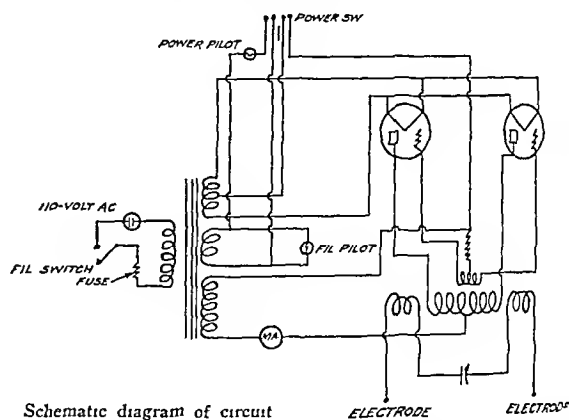 POWER SW
POWER PILOT
110-VOLT AC
FIL PILOT
FIL SWITCH
FUSE
MA
Schematic diagram of circuit
ELECTRODE
ELECTRODE